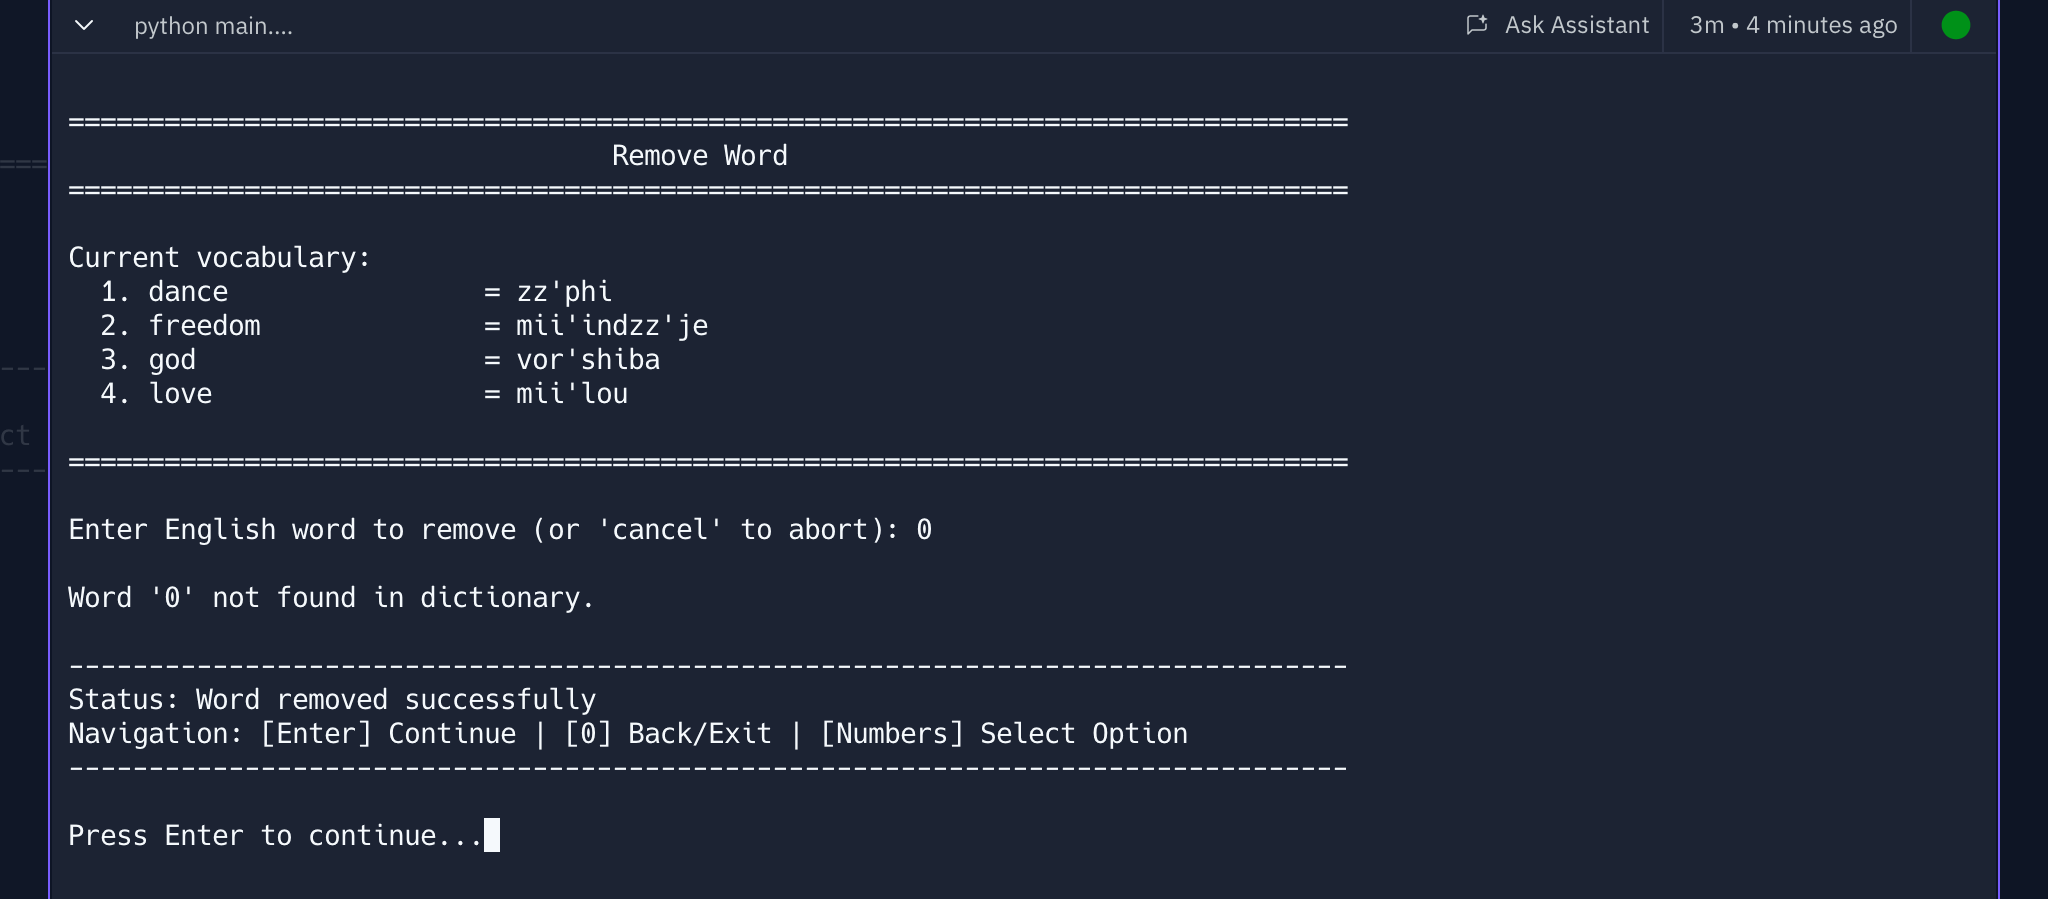 python main....
Ask Assistant
3m • 4 minutes ago
================================================================================
Remove Word
================================================================================
Current vocabulary:
1. dance = zz'phi
2. freedom = mii'indzz'je
3. god = vor'shiba
4. love = mii'lou
================================================================================
Enter English word to remove (or 'cancel' to abort): 0
Word '0' not found in dictionary.
--------------------------------------------------------------------------------
Status: Word removed successfully
Navigation: [Enter] Continue | [0] Back/Exit | [Numbers] Select Option
--------------------------------------------------------------------------------
Press Enter to continue...
===
---
ct
---